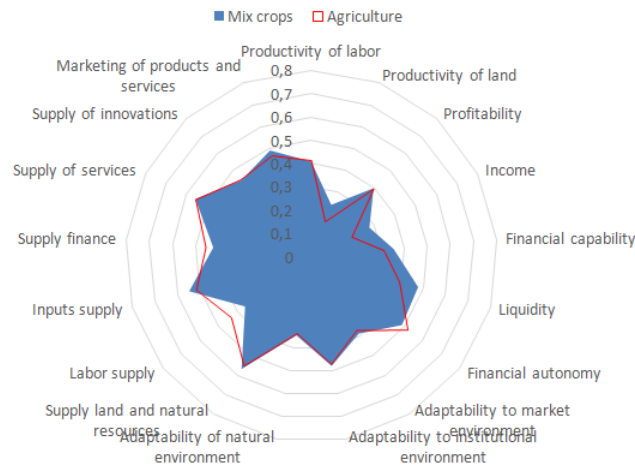 Mix crops
Agriculture
Productivity of labor
Productivity of land
Profitability
Income
Financial capability
Liquidity
Financial autonomy
Adaptability to market
environment
Adaptability to institutional
environment
Adaptability of natural
environment
Supply land and natural
resources
Labor supply
Inputs supply
Supply finance
Supply of services
Supply of innovations
Marketing of products and
services
0,8
0,7
0,6
0,5
0,4
0,3
0,2
0,1
0